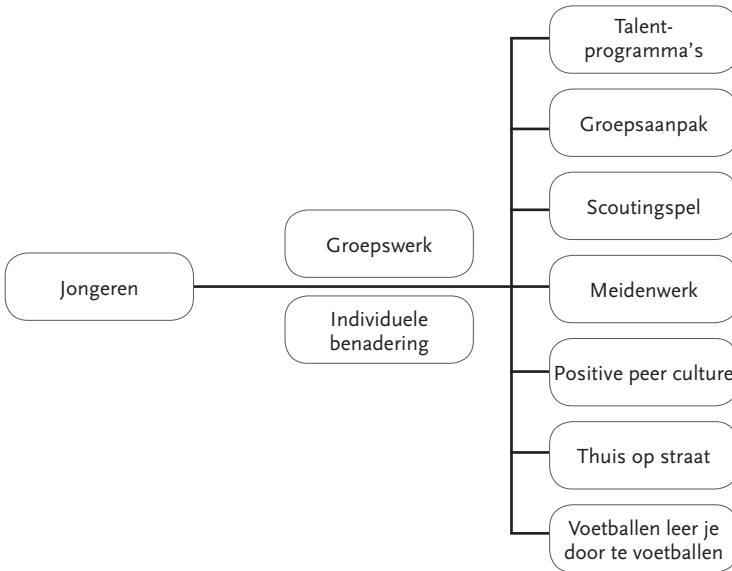 Jongeren
Groepswerk
Individuele
benadering
Talent-
programma's
Groepsaanpak
Scoutingspel
Meidenwerk
Positive peer culture
Thuis op straat
Voetballen leer je
door te voetballen